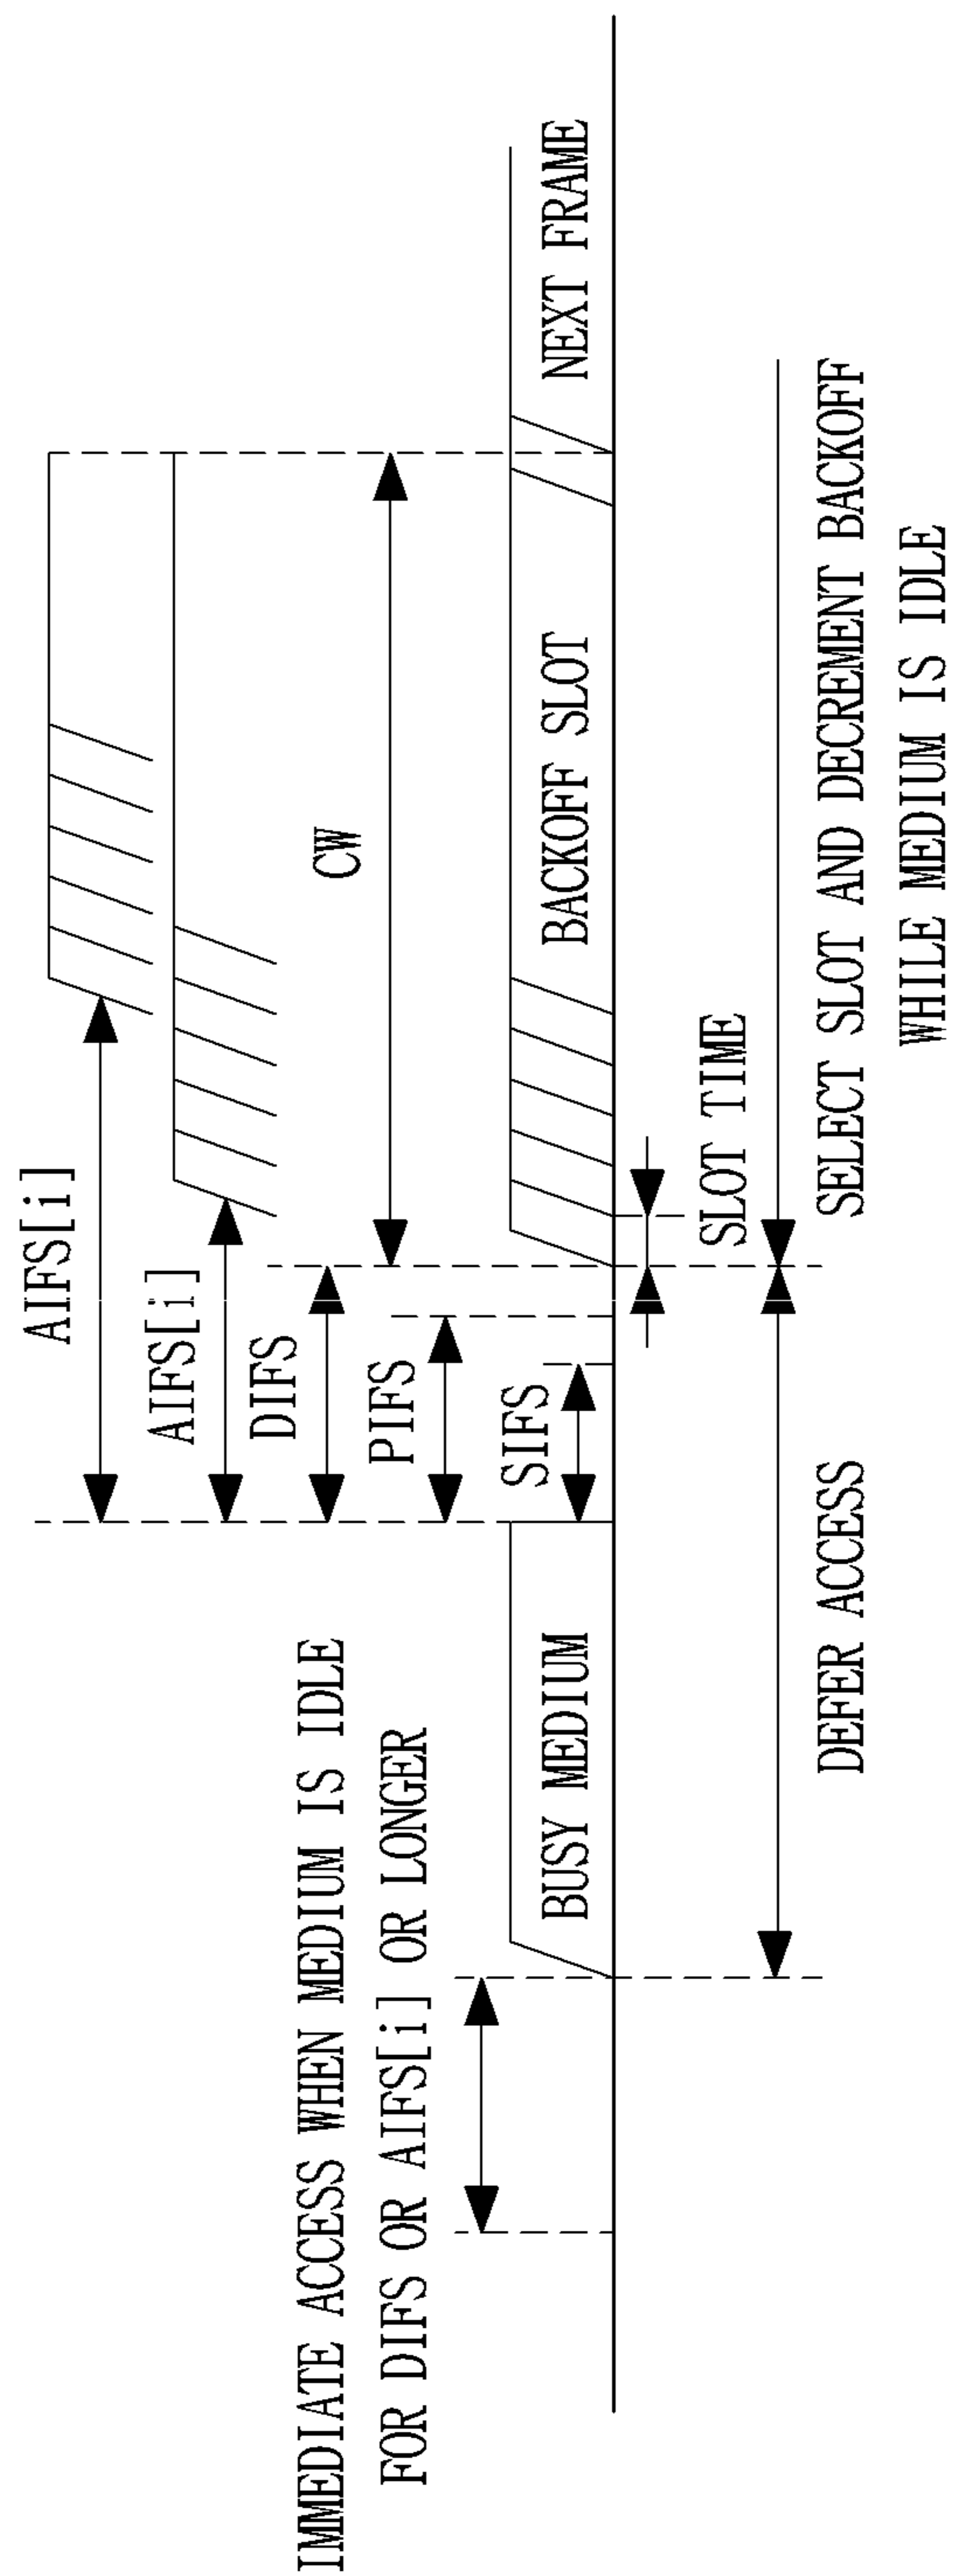 IMMEDIATE ACCESS WHEN MEDIUM IS IDLE
FOR DIFS OR AIFS[i] OR LONGER
AIFS[i]
AIFS[i]
DIFS
PIFS
SIFS
CW
BUSY MEDIUM
BACKOFF SLOT
NEXT FRAME
SLOT TIME
DEFER ACCESS
SELECT SLOT AND DECREMENT BACKOFF
WHILE MEDIUM IS IDLE